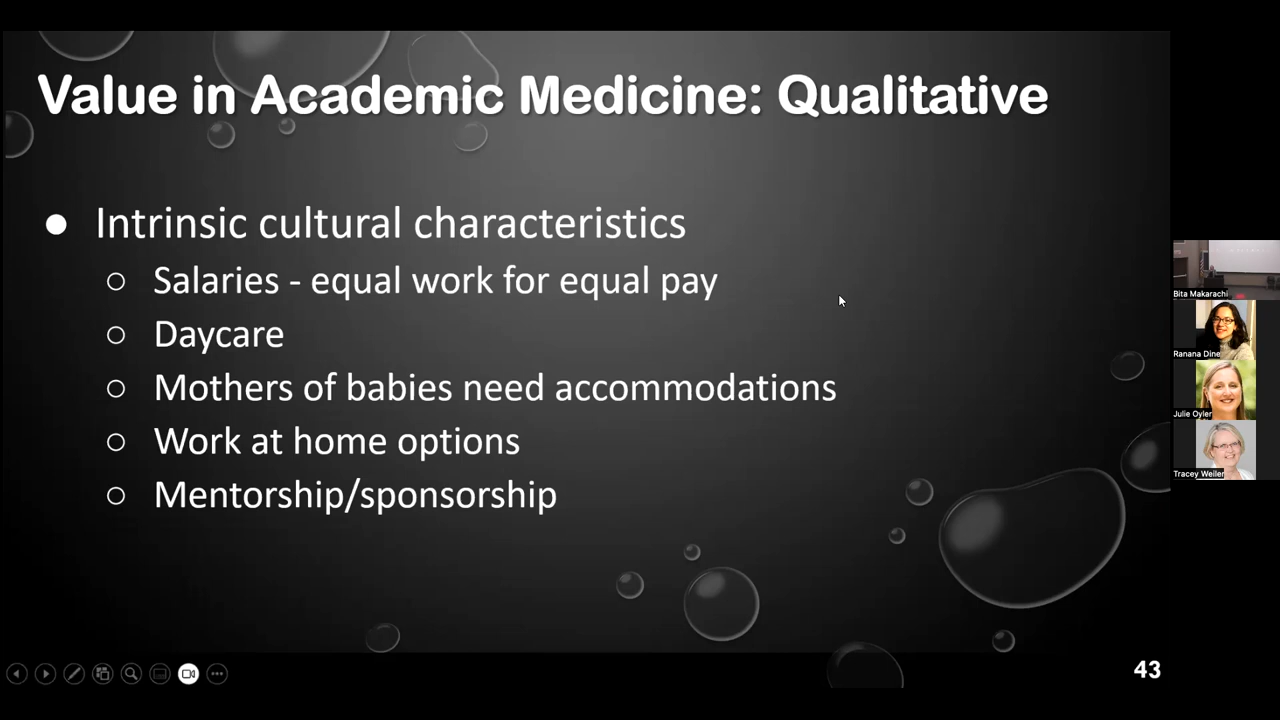 Value in Academic Medicine: Qualitative
● Intrinsic cultural characteristics
○ Salaries - equal work for equal pay
○ Daycare
○ Mothers of babies need accommodations
○ Work at home options
○ Mentorship/sponsorship
43
Bita Makarachi
Ranana Dine
Julie Oyler
Tracey Weiler